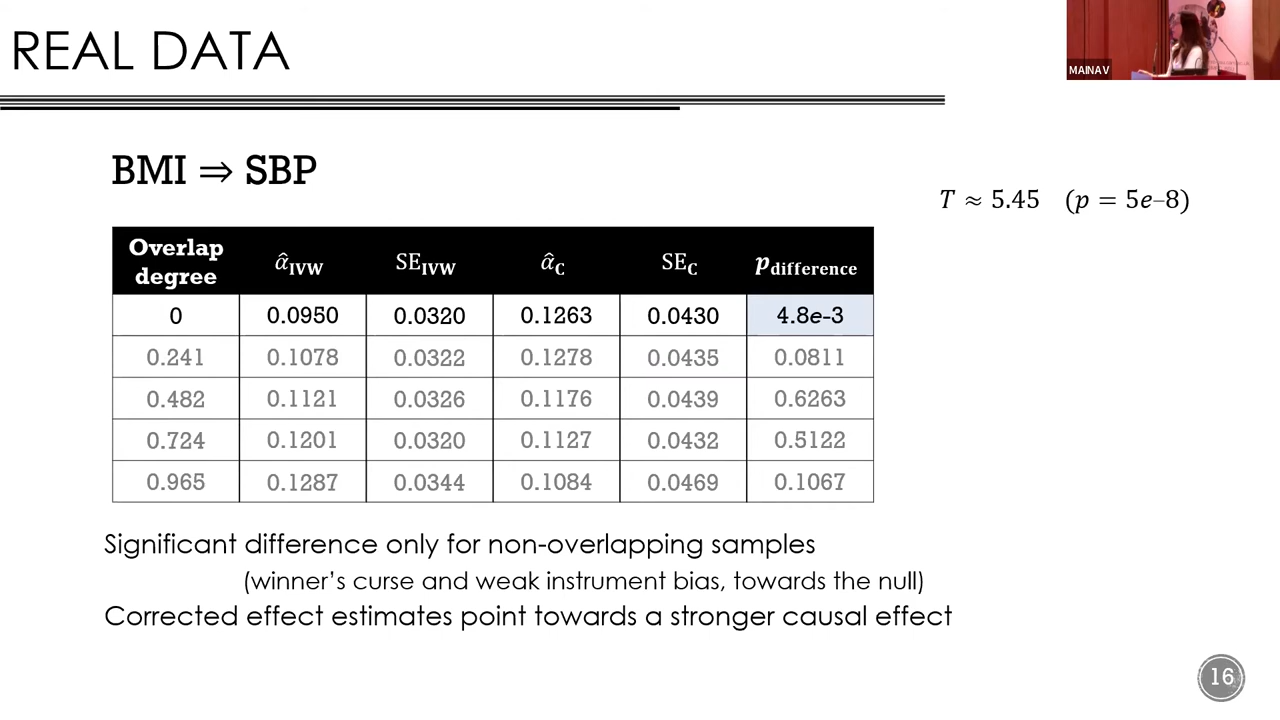 REAL DATA
MAINAV
BMI ⇒ SBP
T ≈ 5.45 (p = 5e–8)
Overlap degree α̂IVW SEIVW α̂C SEC pdifference
0 0.0950 0.0320 0.1263 0.0430 4.8e-3
0.241 0.1078 0.0322 0.1278 0.0435 0.0811
0.482 0.1121 0.0326 0.1176 0.0439 0.6263
0.724 0.1201 0.0320 0.1127 0.0432 0.5122
0.965 0.1287 0.0344 0.1084 0.0469 0.1067
Significant difference only for non-overlapping samples
(winner’s curse and weak instrument bias, towards the null)
Corrected effect estimates point towards a stronger causal effect
16